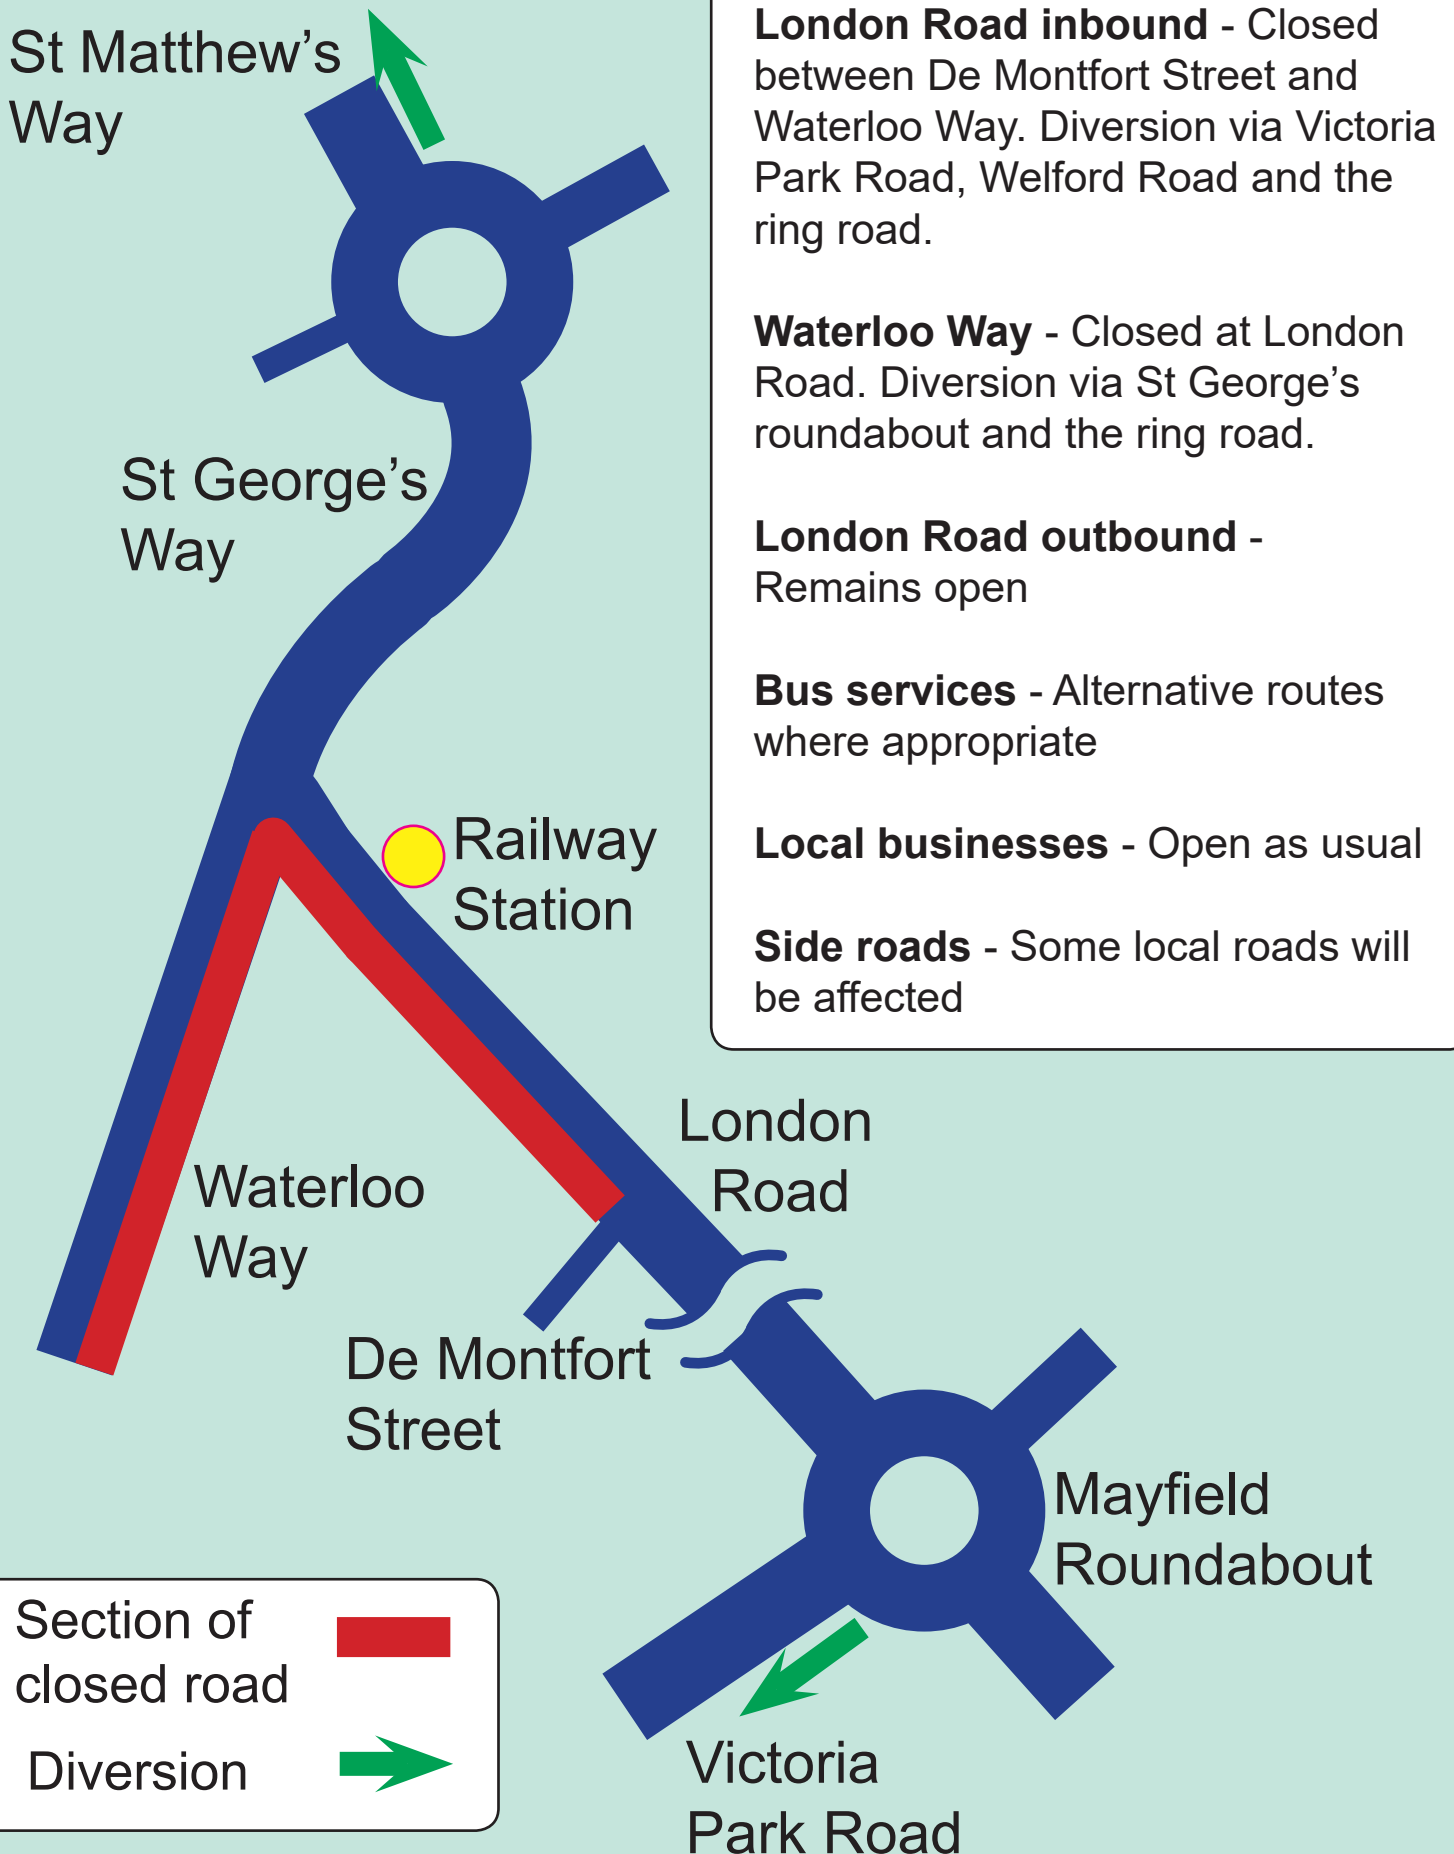 St Matthew's
Way
London Road inbound - Closed
between De Montfort Street and
Waterloo Way. Diversion via Victoria
Park Road, Welford Road and the
ring road.
Waterloo Way - Closed at London
Road. Diversion via St George's
roundabout and the ring road.
London Road outbound -
Remains open
Bus services - Alternative routes
where appropriate
Local businesses - Open as usual
Side roads - Some local roads will
be affected
St George's
Way
Railway
Station
London
Road
Waterloo
Way
De Montfort
Street
Mayfield
Roundabout
Section of
closed road
Diversion
Victoria
Park Road